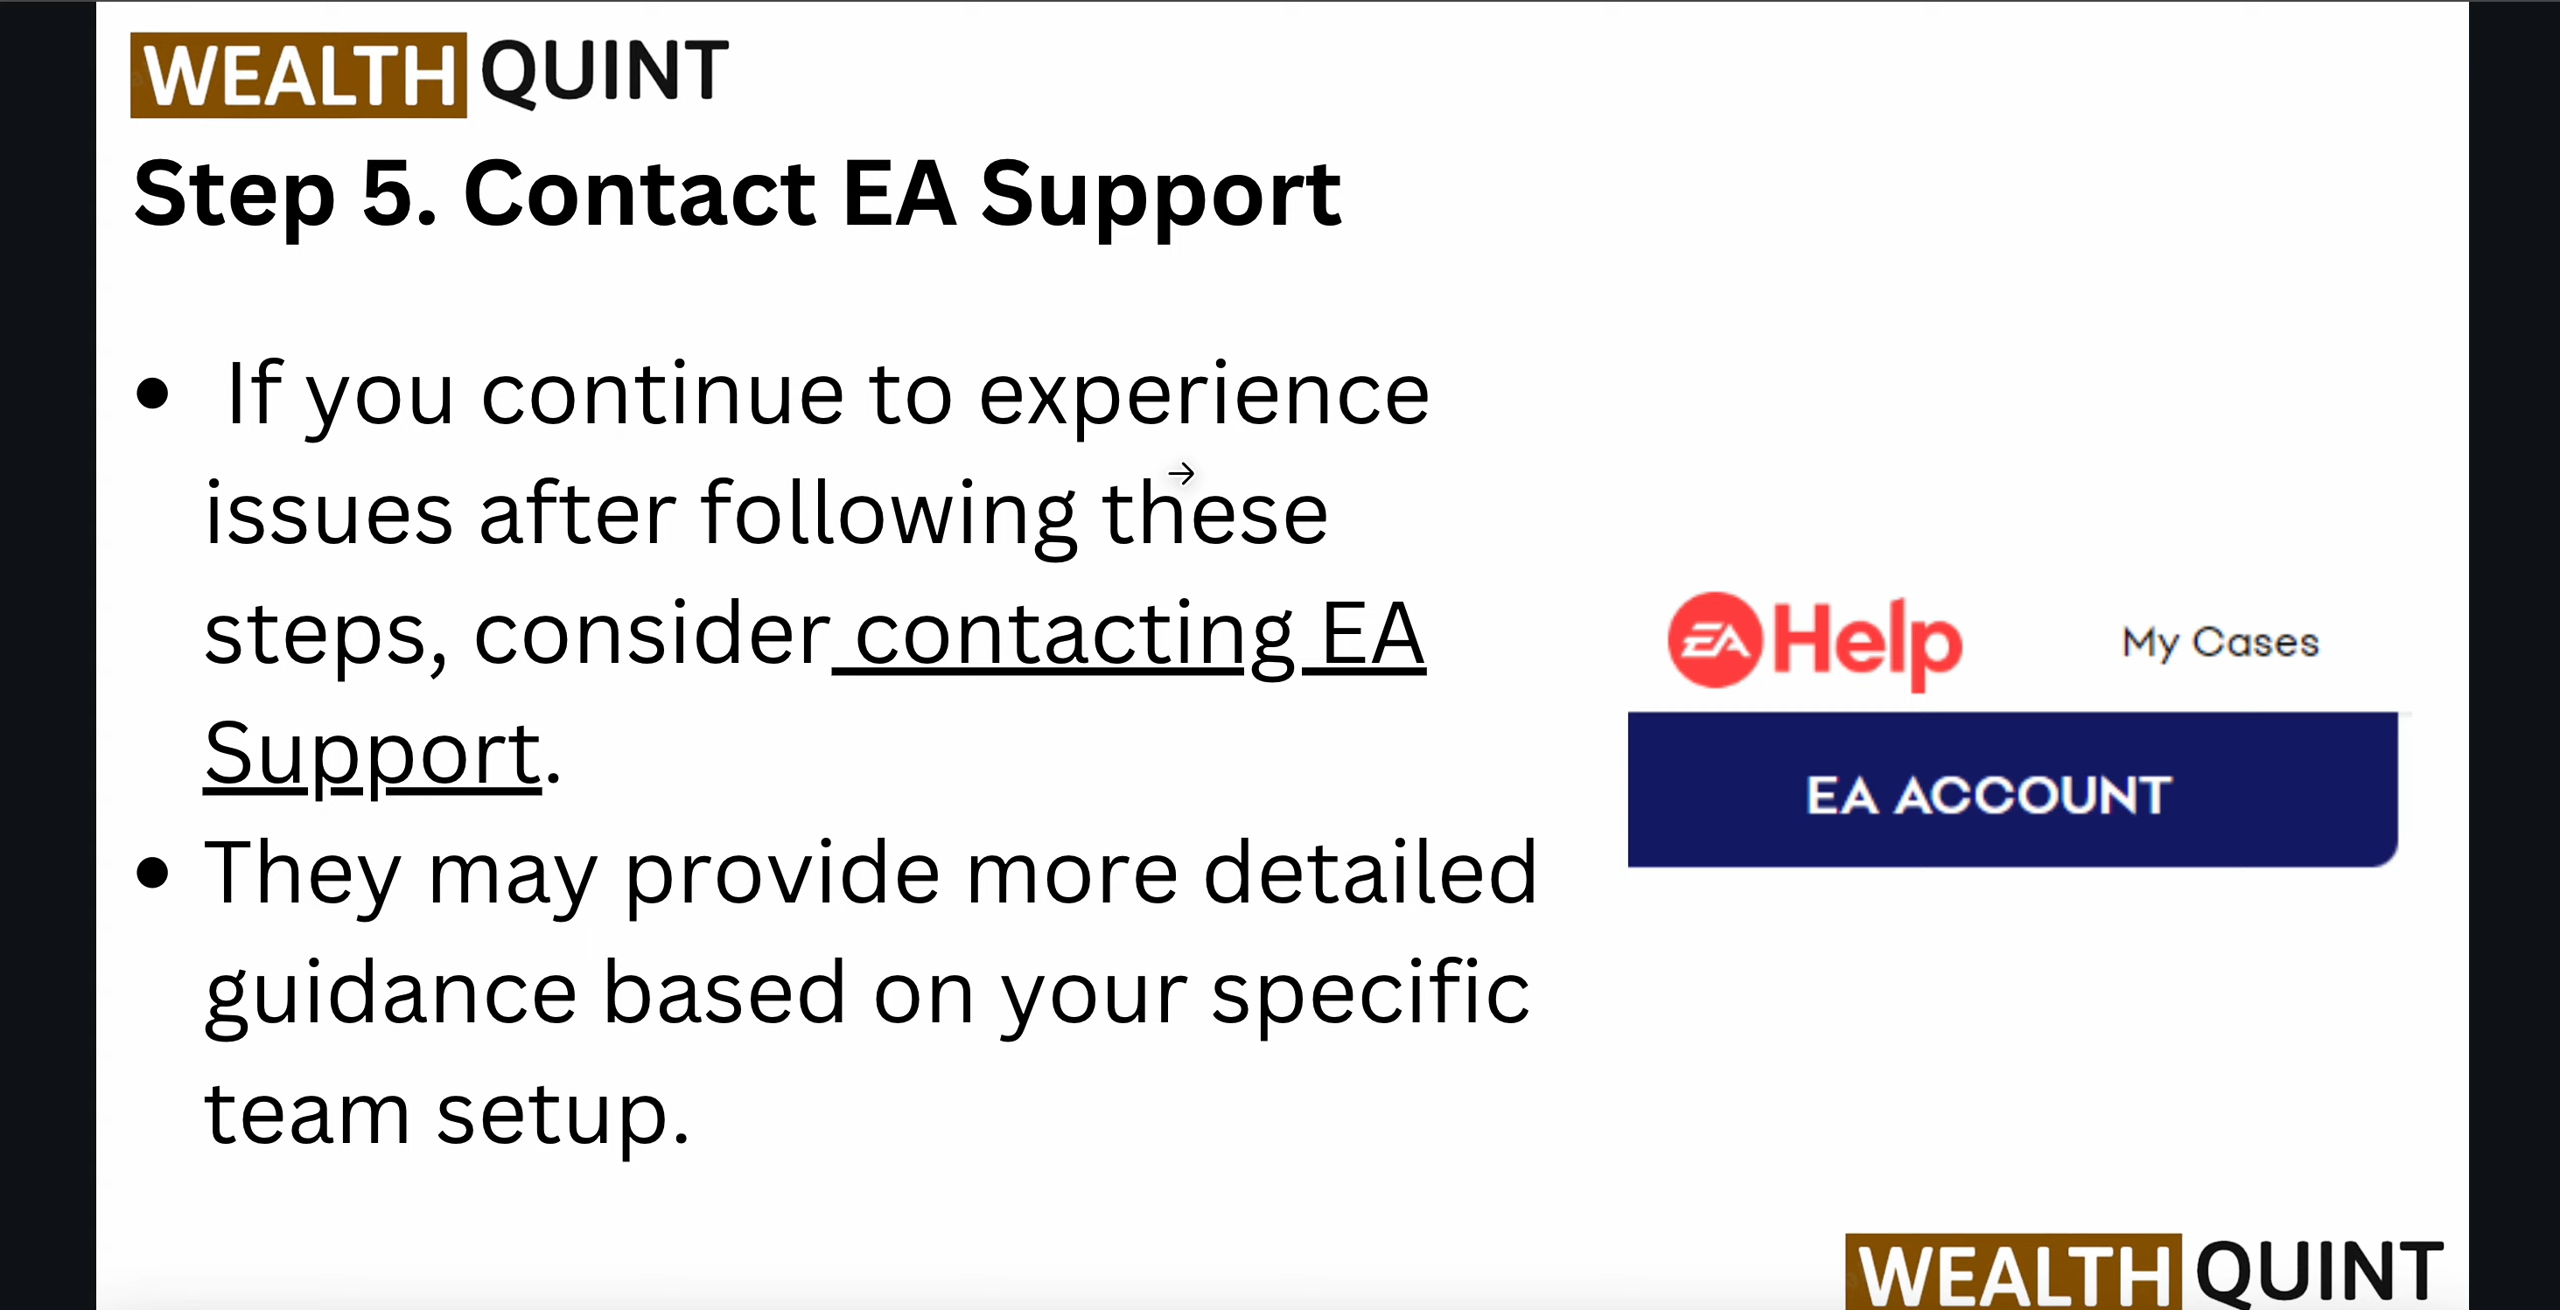 WEALTH QUINT
Step 5. Contact EA Support
• If you continue to experience
issues after following these
steps, consider contacting EA
Support.
• They may provide more detailed
guidance based on your specific
team setup.
EA Help My Cases
EA ACCOUNT
WEALTH QUINT